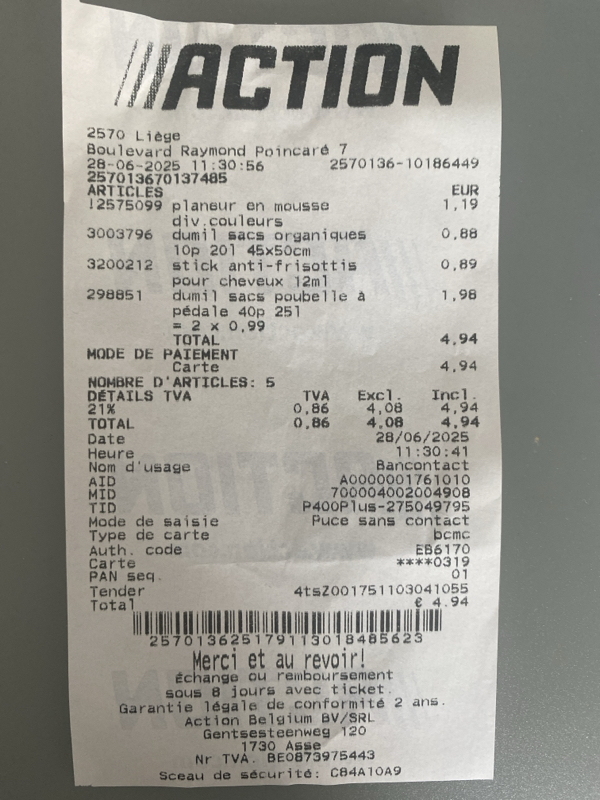 ACTION
2570 Liège
Boulevard Raymond Poincaré 7
28-06-2025 11:30:56 2570136-10186449
257013670137485
ARTICLES EUR
!2575099 planeur en mousse 1,19
div.couleurs
3003796 dumil sacs organiques 0,88
10p 20l 45x50cm
3200212 stick anti-frisottis 0,89
pour cheveux 12ml
298851 dumil sacs poubelle à 1,98
pédale 40p 25l
= 2 x 0,99
TOTAL 4,94
MODE DE PAIEMENT
Carte 4,94
NOMBRE D'ARTICLES: 5
DÉTAILS TVA TVA Excl. Incl.
21% 0,86 4,08 4,94
TOTAL 0,86 4,08 4,94
Date 28/06/2025
Heure 11:30:41
Nom d'usage Bancontact
AID A0000001761010
MID 700004002004908
TID P400Plus-275049795
Mode de saisie Puce sans contact
Type de carte bcmc
Auth. code EB6170
Carte ****0319
PAN seq. 01
Tender 4tsZ001751103041055
Total € 4.94
257013625179113018485623
Merci et au revoir!
Échange ou remboursement
sous 8 jours avec ticket.
Garantie légale de conformité 2 ans.
Action Belgium BV/SRL
Gentsesteenweg 120
1730 Asse
Nr TVA. BE0873975443
Sceau de sécurité: C84A10A9